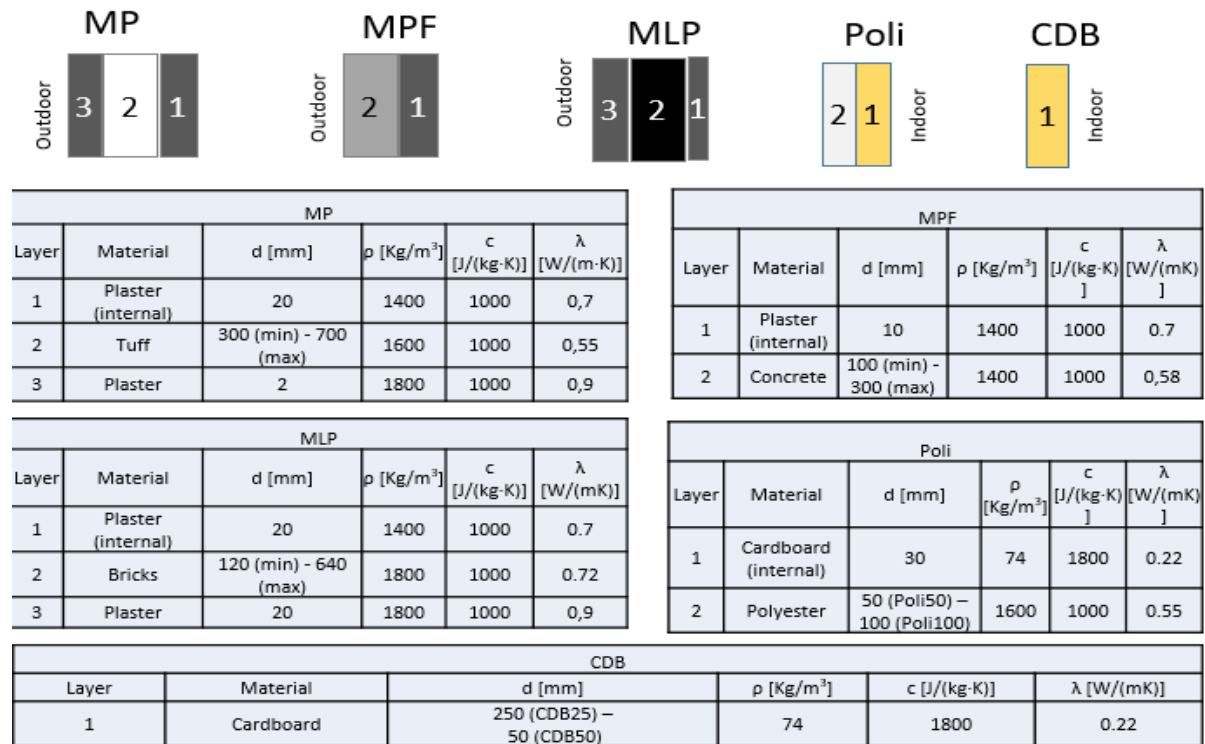 MP
MPF
MLP
Poli
CDB
Outdoor
3 2 1
Outdoor
2 1
Outdoor
3 2 1
2 1
Indoor
1
Indoor
MP
Layer Material d [mm] ρ [Kg/m³] c [J/(kg·K)] λ [W/(m·K)]
1 Plaster (internal) 20 1400 1000 0,7
2 Tuff 300 (min) - 700 (max) 1600 1000 0,55
3 Plaster 2 1800 1000 0,9
MPF
Layer Material d [mm] ρ [Kg/m³] c [J/(kg·K)] λ [W/(mK)]
1 Plaster (internal) 10 1400 1000 0.7
2 Concrete 100 (min) - 300 (max) 1400 1000 0,58
MLP
Layer Material d [mm] ρ [Kg/m³] c [J/(kg·K)] λ [W/(mK)]
1 Plaster (internal) 20 1400 1000 0.7
2 Bricks 120 (min) - 640 (max) 1800 1000 0.72
3 Plaster 20 1800 1000 0,9
Poli
Layer Material d [mm] ρ [Kg/m³] c [J/(kg·K)] λ [W/(mK)]
1 Cardboard (internal) 30 74 1800 0.22
2 Polyester 50 (Poli50) – 100 (Poli100) 1600 1000 0.55
CDB
Layer Material d [mm] ρ [Kg/m³] c [J/(kg·K)] λ [W/(mK)]
1 Cardboard 250 (CDB25) – 50 (CDB50) 74 1800 0.22